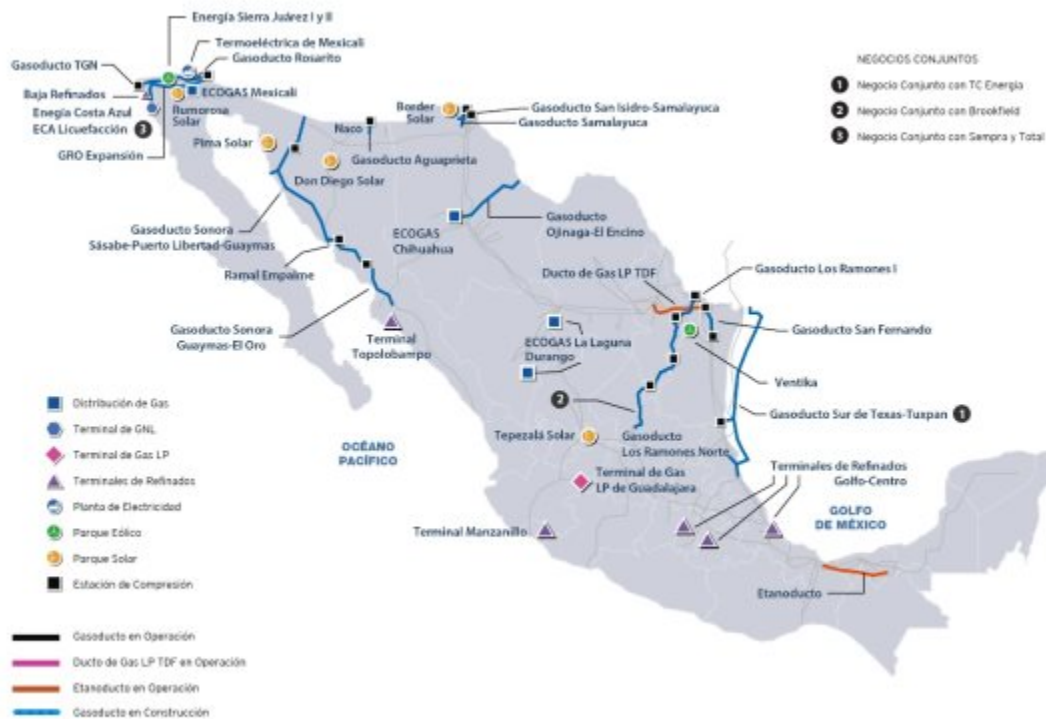 Energía Sierra Juárez I y II
Termoeléctrica de Mexicali
Gasoducto Rosarito
Gasoducto TGN
ECOGAS Mexicali
Baja Refinados
Rumorosa
Solar
Enegía Costa Azul
ECA Licuefacción 3
GRO Expansión
Pima Solar
Naco
Border
Solar
Gasoducto San Isidro-Samalayuca
Gasoducto Samalayuca
Gasoducto Aguaprieta
Don Diego Solar
NEGOCIOS CONJUNTOS
1 Negocio Conjunto con TC Energía
2 Negocio Conjunto con Brookfield
3 Negocio Conjunto con Sempra y Total
Gasoducto Sonora
Sásabe-Puerto Libertad-Guaymas
ECOGAS
Chihuahua
Gasoducto
Ojinaga-El Encino
Ramal Empalme
Ducto de Gas LP TDF
Gasoducto Los Ramones I
Gasoducto Sonora
Guaymas-El Oro
Terminal
Topolobampo
ECOGAS La Laguna
Durango
Gasoducto San Fernando
Ventika
2
Gasoducto Sur de Texas-Tuxpan 1
Tepezalá Solar
Gasoducto
Los Ramones Norte
OCÉANO
PACÍFICO
Terminal de Gas
LP de Guadalajara
Terminales de Refinados
Golfo-Centro
GOLFO
DE MÉXICO
Terminal Manzanillo
Etanoducto
Distribución de Gas
Terminal de GNL
Terminal de Gas LP
Terminales de Refinados
Planta de Electricidad
Parque Eólico
Parque Solar
Estación de Compresión
Gasoducto en Operación
Ducto de Gas LP TDF en Operación
Etanoducto en Operación
Gasoducto en Construcción